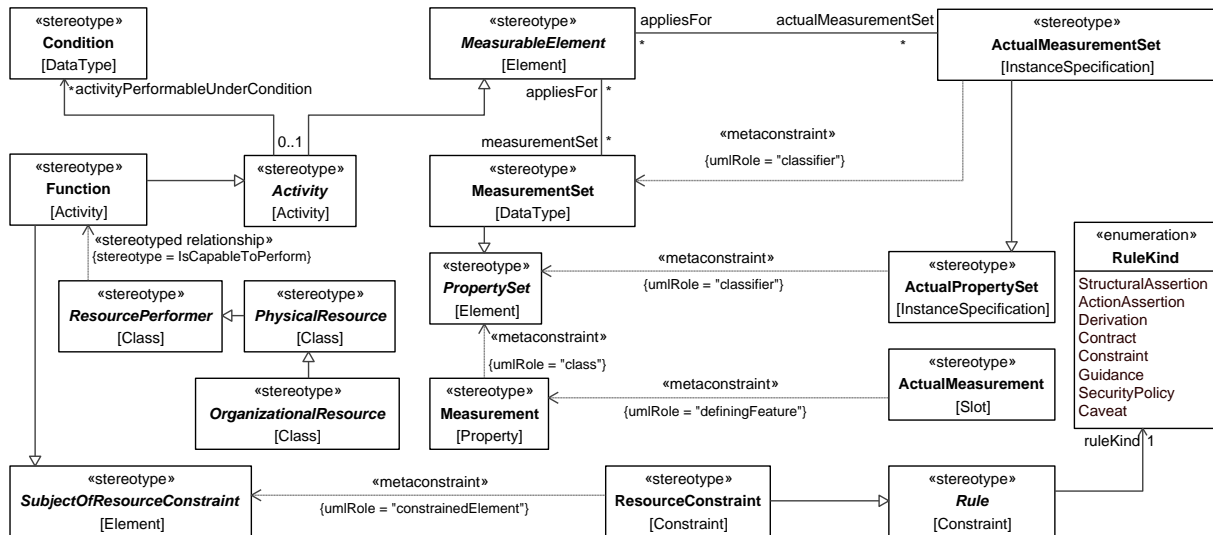 «stereotype»
Condition
[DataType]
«stereotype»
MeasurableElement
[Element]
appliesFor
actualMeasurementSet
*
*
«stereotype»
ActualMeasurementSet
[InstanceSpecification]
*
activityPerformableUnderCondition
0..1
appliesFor
*
measurementSet
*
«metaconstraint»
{umlRole = "classifier"}
«stereotype»
Function
[Activity]
«stereotype»
Activity
[Activity]
«stereotype»
MeasurementSet
[DataType]
«stereotyped relationship»
{stereotype = IsCapableToPerform}
«stereotype»
ResourcePerformer
[Class]
«stereotype»
PhysicalResource
[Class]
«stereotype»
PropertySet
[Element]
«metaconstraint»
{umlRole = "classifier"}
«stereotype»
ActualPropertySet
[InstanceSpecification]
«enumeration»
RuleKind
StructuralAssertion
ActionAssertion
Derivation
Contract
Constraint
Guidance
SecurityPolicy
Caveat
«stereotype»
OrganizationalResource
[Class]
«metaconstraint»
{umlRole = "class"}
«stereotype»
Measurement
[Property]
«metaconstraint»
{umlRole = "definingFeature"}
«stereotype»
ActualMeasurement
[Slot]
ruleKind
1
«stereotype»
SubjectOfResourceConstraint
[Element]
«metaconstraint»
{umlRole = "constrainedElement"}
«stereotype»
ResourceConstraint
[Constraint]
«stereotype»
Rule
[Constraint]